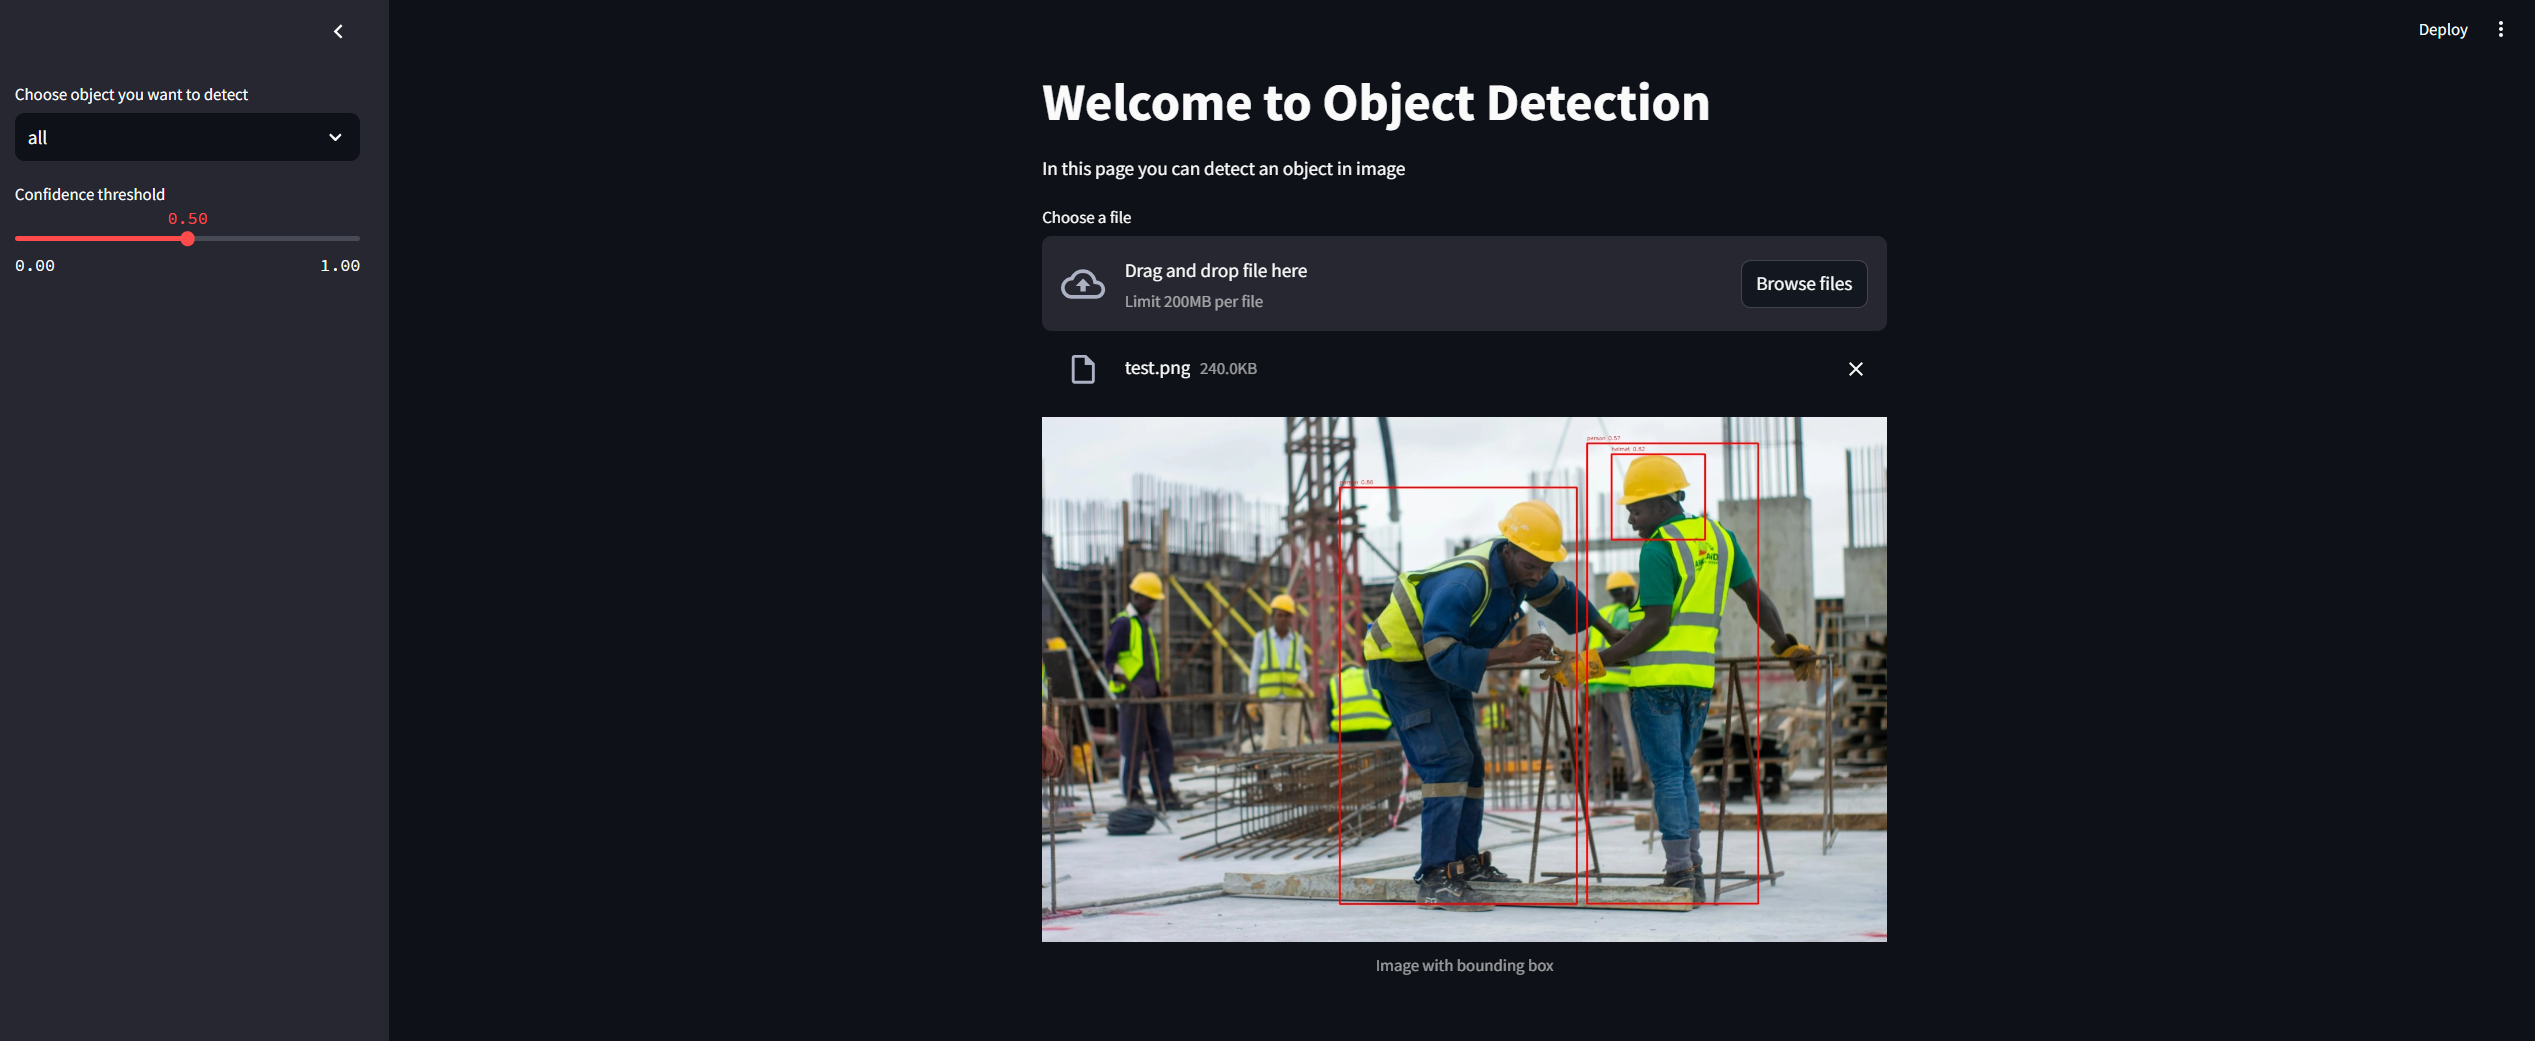 Deploy
Choose object you want to detect
all
Confidence threshold
0.50
0.00 1.00
Welcome to Object Detection
In this page you can detect an object in image
Choose a file
Drag and drop file here
Limit 200MB per file
Browse files
test.png 240.0KB
person 0.57
helmet 0.82
person 0.86
Image with bounding box